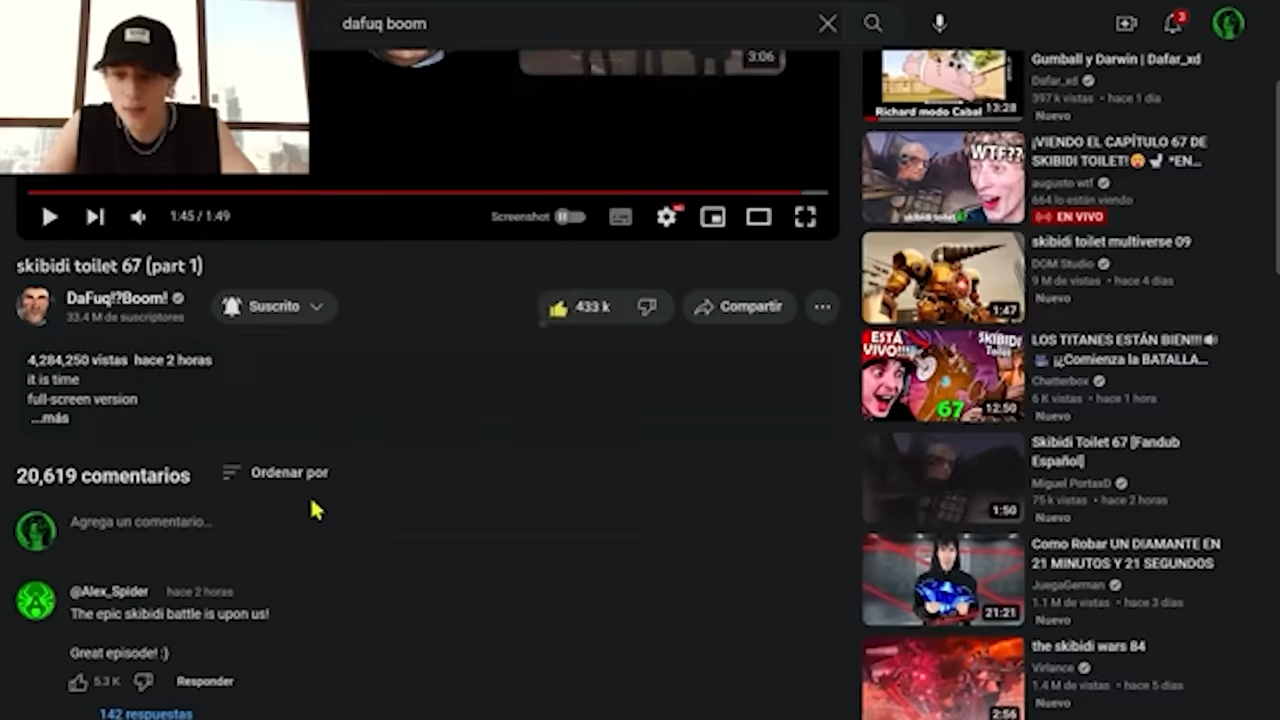 dafuq boom
3
3:06
1:45 / 1:49
Screenshot
skibidi toilet 67 (part 1)
DaFuq!?Boom!
33.4 M de suscriptores
Suscrito
433 k
Compartir
4,284,250 vistas hace 2 horas
it is time
full-screen version
...más
20,619 comentarios
Ordenar por
Agrega un comentario...
@Alex_Spider hace 2 horas
The epic skibidi battle is upon us!
Great episode! :)
5.3 K
Responder
142 respuestas
Richard modo Cabal
13:28
Gumball y Darwin | Dafar_xd
Dafar_xd
397 k vistas • hace 1 día
Nuevo
WTF??
skibidi toilet 67
¡VIENDO EL CAPÍTULO 67 DE
SKIBIDI TOILET! *EN...
augusto wtf
664 lo están viendo
EN VIVO
1:47
skibidi toilet multiverse 09
DOM Studio
9 M de vistas • hace 4 días
Nuevo
ESTÁ
VIVO!!!
SKIBIDI
Toilet
67
12:50
LOS TITANES ESTÁN BIEN!!!
¡¿Comienza la BATALLA...
Chatterbox
6 K vistas • hace 1 hora
Nuevo
1:50
Skibidi Toilet 67 [Fandub
Español]
Miguel PortaxD
75 k vistas • hace 2 horas
Nuevo
21:21
Como Robar UN DIAMANTE EN
21 MINUTOS Y 21 SEGUNDOS
JuegaGerman
1.1 M de vistas • hace 3 días
Nuevo
2:56
the skibidi wars 84
Virlance
1.4 M de vistas • hace 5 días
Nuevo